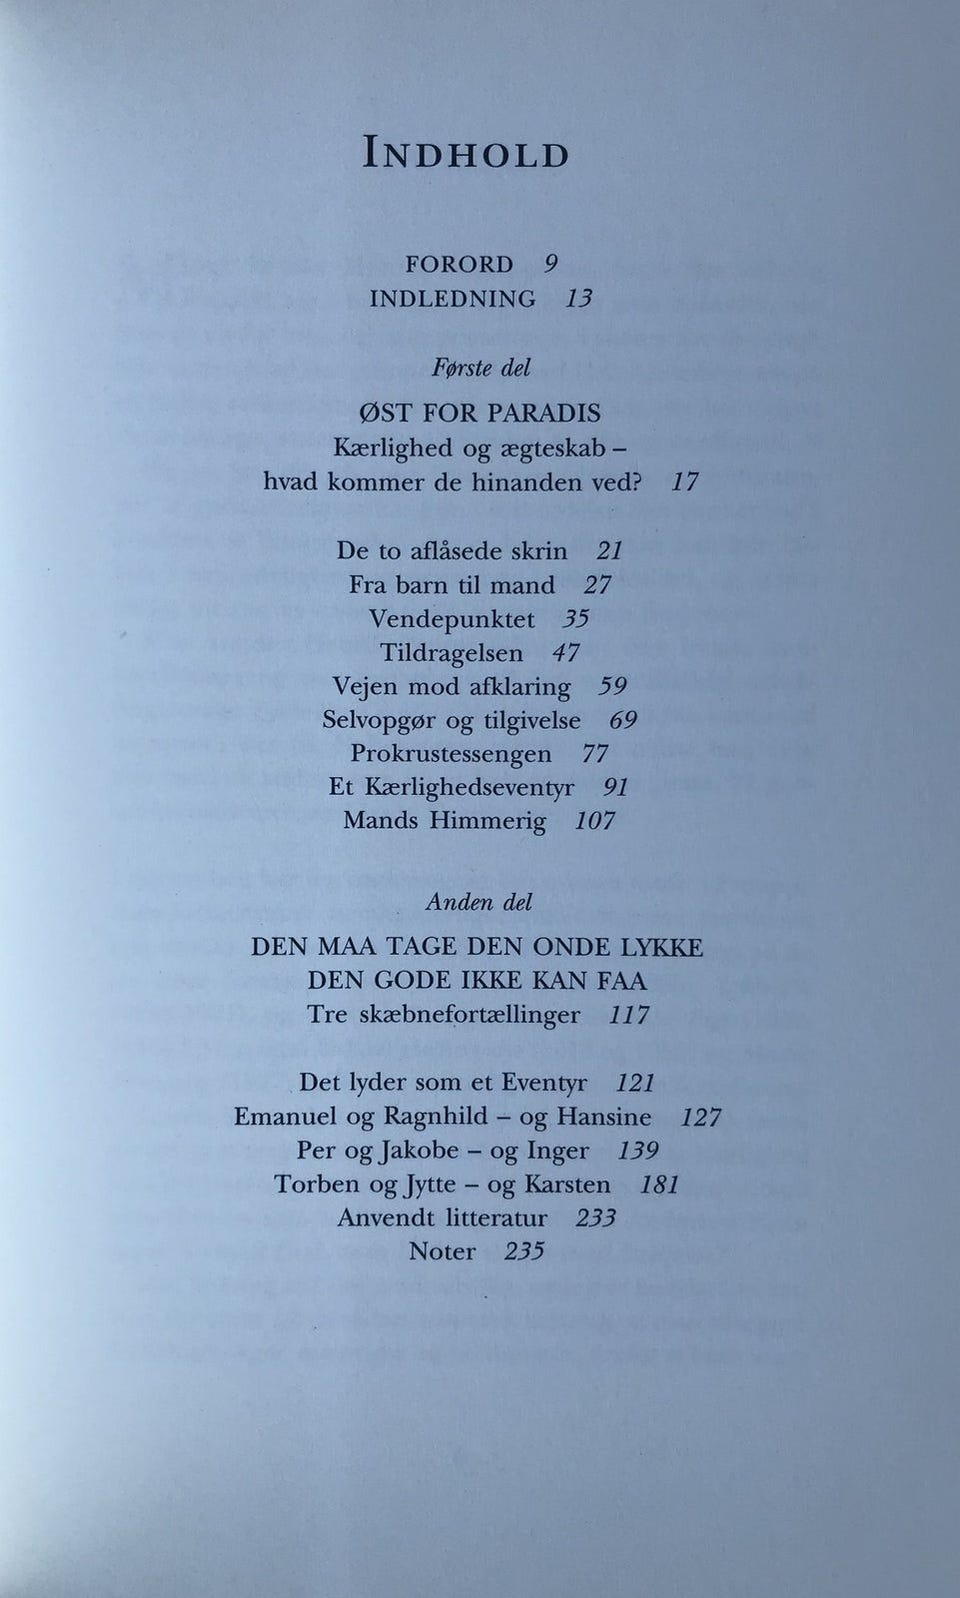 INDHOLD
FORORD 9
INDLEDNING 13
Første del
ØST FOR PARADIS
Kærlighed og ægteskab –
hvad kommer de hinanden ved? 17
De to aflåsede skrin 21
Fra barn til mand 27
Vendepunktet 35
Tildragelsen 47
Vejen mod afklaring 59
Selvopgør og tilgivelse 69
Prokrustessengen 77
Et Kærlighedseventyr 91
Mands Himmerig 107
Anden del
DEN MAA TAGE DEN ONDE LYKKE
DEN GODE IKKE KAN FAA
Tre skæbnefortællinger 117
Det lyder som et Eventyr 121
Emanuel og Ragnhild – og Hansine 127
Per og Jakobe – og Inger 139
Torben og Jytte – og Karsten 181
Anvendt litteratur 233
Noter 235